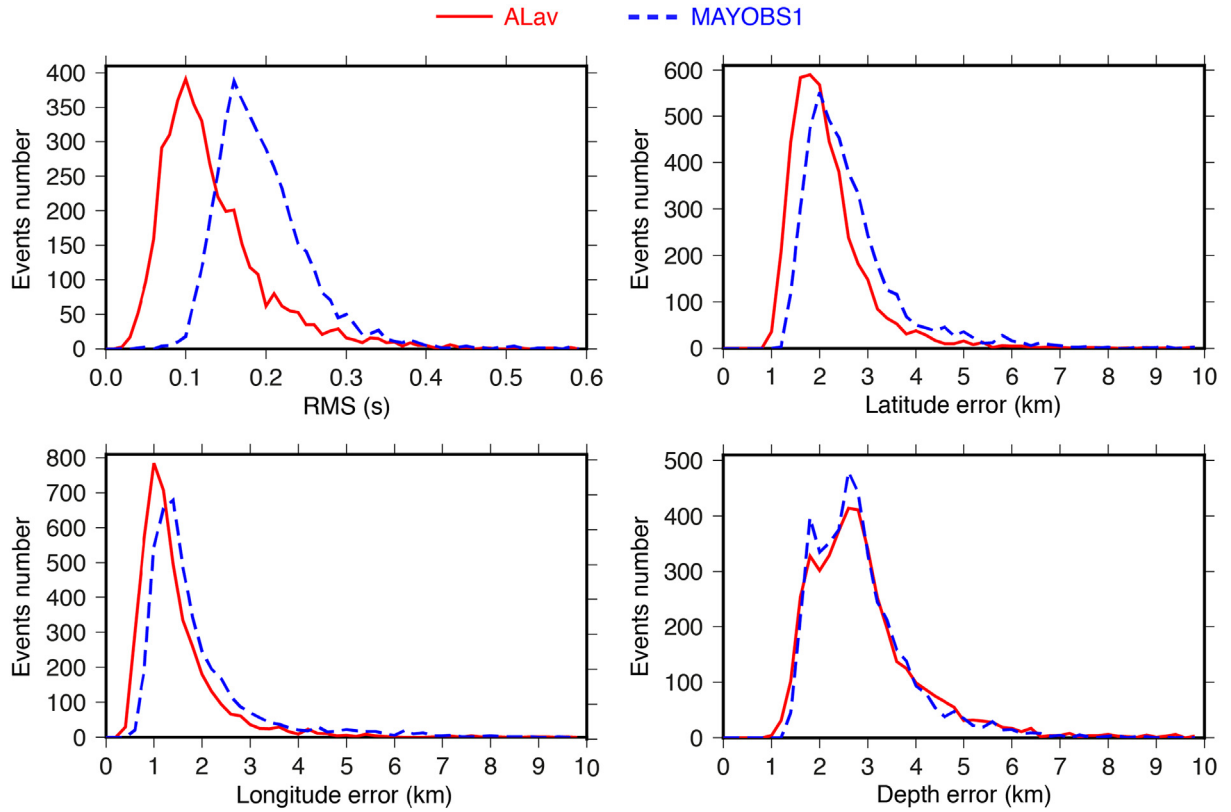 ALav MAYOBS1
400
350
300
250
200
150
100
50
0
Events number
0.0 0.1 0.2 0.3 0.4 0.5 0.6
RMS (s)
600
500
400
300
200
100
0
Events number
0 1 2 3 4 5 6 7 8 9 10
Latitude error (km)
800
700
600
500
400
300
200
100
0
Events number
0 1 2 3 4 5 6 7 8 9 10
Longitude error (km)
500
400
300
200
100
0
Events number
0 1 2 3 4 5 6 7 8 9 10
Depth error (km)